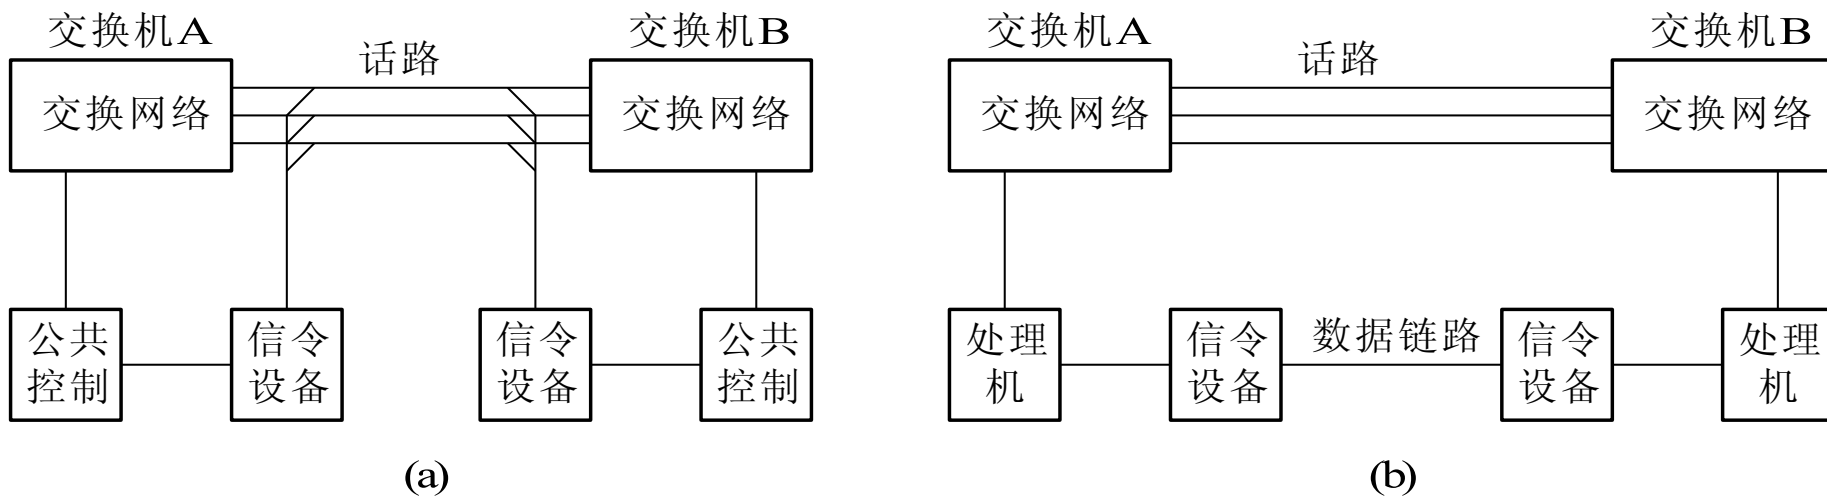 交换机A
话路
交换机B
交换网络
交换网络
公共
控制
信令
设备
信令
设备
公共
控制
(a)
交换机A
话路
交换机B
交换网络
交换网络
处理
机
信令
设备
数据链路
信令
设备
处理
机
(b)